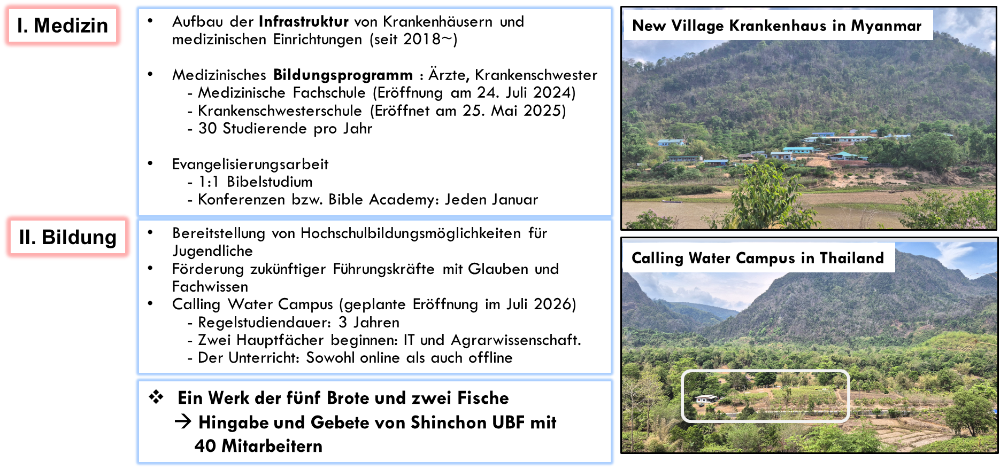 I. Medizin
• Aufbau der Infrastruktur von Krankenhäusern und
medizinischen Einrichtungen (seit 2018~)
• Medizinisches Bildungsprogramm : Ärzte, Krankenschwester
- Medizinische Fachschule (Eröffnung am 24. Juli 2024)
- Krankenschwesterschule (Eröffnet am 25. Mai 2025)
- 30 Studierende pro Jahr
• Evangelisierungsarbeit
- 1:1 Bibelstudium
- Konferenzen bzw. Bible Academy: Jeden Januar
II. Bildung
• Bereitstellung von Hochschulbildungsmöglichkeiten für
Jugendliche
• Förderung zukünftiger Führungskräfte mit Glauben und
Fachwissen
• Calling Water Campus (geplante Eröffnung im Juli 2026)
- Regelstudiendauer: 3 Jahren
- Zwei Hauptfächer beginnen: IT und Agrarwissenschaft.
- Der Unterricht: Sowohl online als auch offline
❖ Ein Werk der fünf Brote und zwei Fische
→ Hingabe und Gebete von Shinchon UBF mit
40 Mitarbeitern
New Village Krankenhaus in Myanmar
Calling Water Campus in Thailand